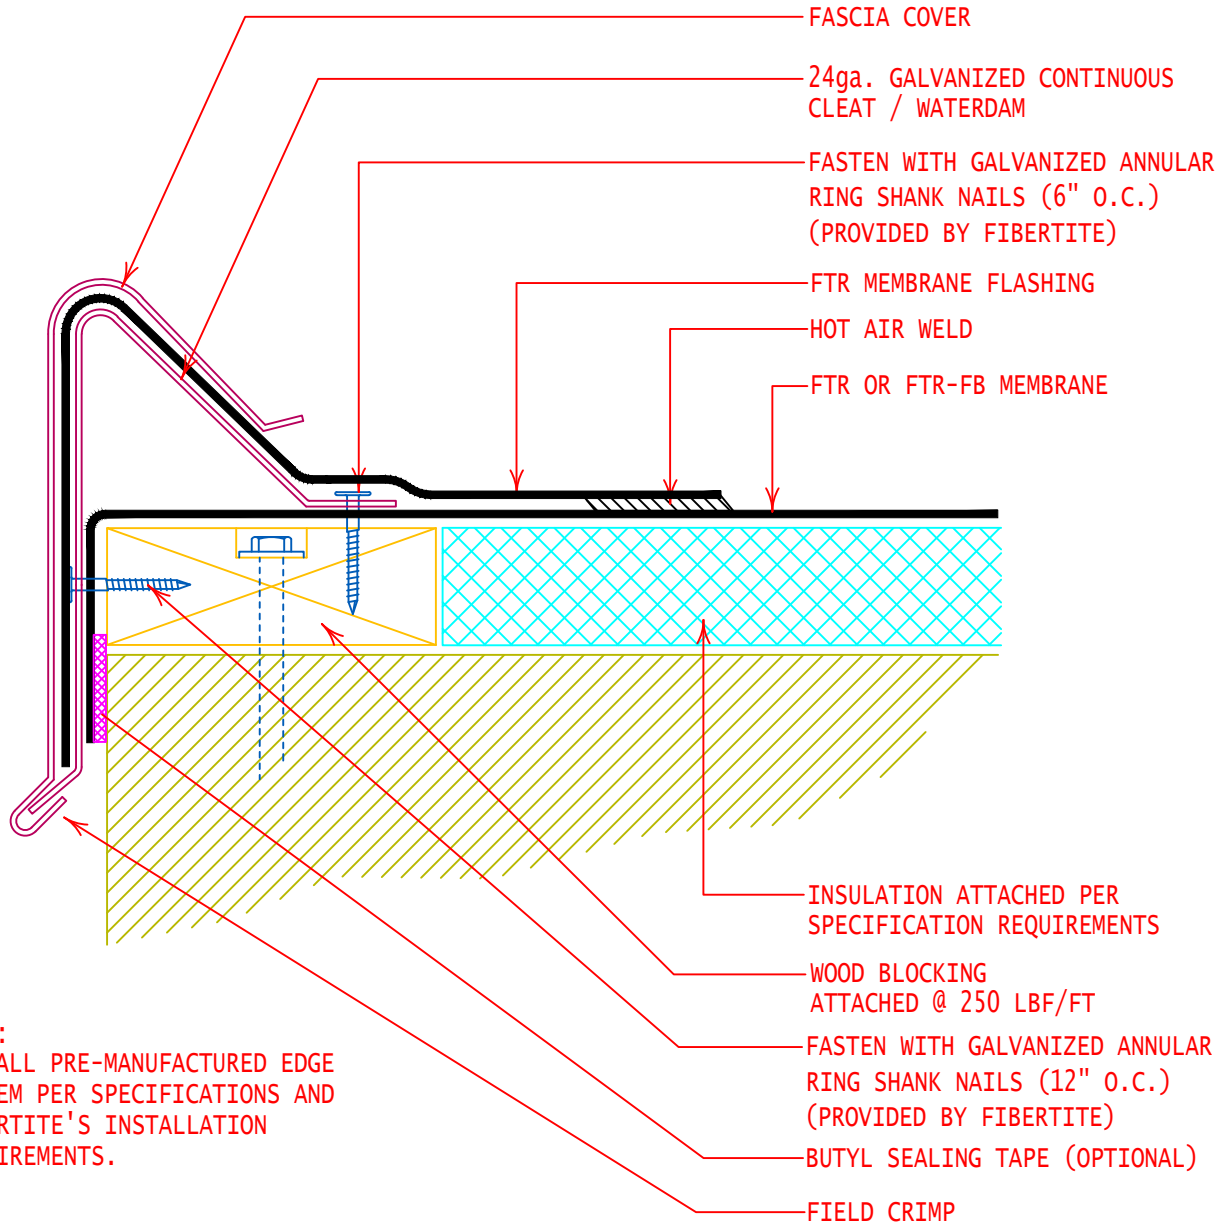 FASCIA COVER
24ga. GALVANIZED CONTINUOUS
CLEAT / WATERDAM
FASTEN WITH GALVANIZED ANNULAR
RING SHANK NAILS (6" O.C.)
(PROVIDED BY FIBERTITE)
FTR MEMBRANE FLASHING
HOT AIR WELD
FTR OR FTR-FB MEMBRANE
INSULATION ATTACHED PER
SPECIFICATION REQUIREMENTS
WOOD BLOCKING
ATTACHED @ 250 LBF/FT
FASTEN WITH GALVANIZED ANNULAR
RING SHANK NAILS (12" O.C.)
(PROVIDED BY FIBERTITE)
BUTYL SEALING TAPE (OPTIONAL)
FIELD CRIMP
:
ALL PRE-MANUFACTURED EDGE
EM PER SPECIFICATIONS AND
RTITE'S INSTALLATION
IREMENTS.